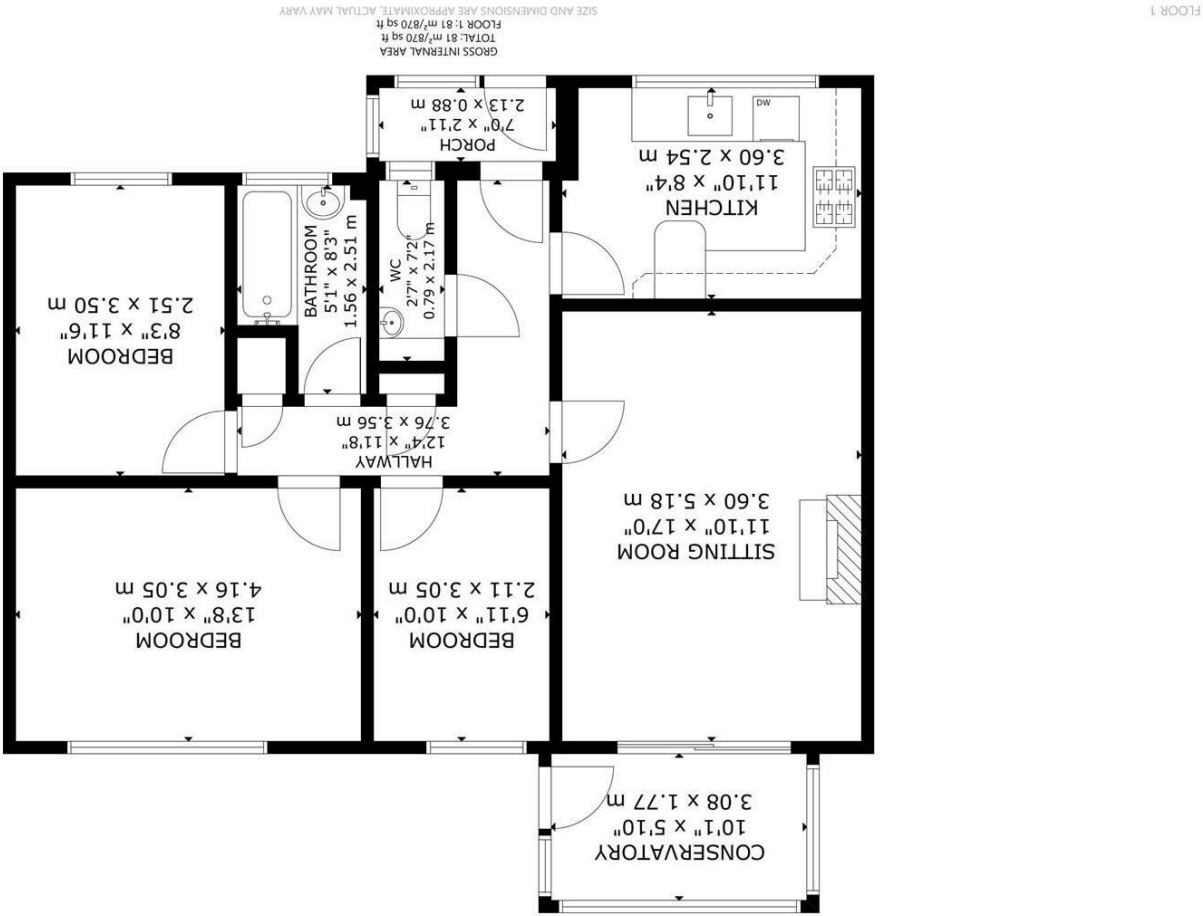 CONSERVATORY
10'1" x 5'10"
3.08 x 1.77 m
SITTING ROOM
11'10" x 17'0"
3.60 x 5.18 m
BEDROOM
6'11" x 10'0"
2.11 x 3.05 m
BEDROOM
13'8" x 10'0"
4.16 x 3.05 m
HALLWAY
12'4" x 11'8"
3.76 x 3.56 m
BEDROOM
8'3" x 11'6"
2.51 x 3.50 m
BATHROOM
5'1" x 8'3"
1.56 x 2.51 m
WC
2'7" x 7'2"
0.79 x 2.17 m
KITCHEN
11'10" x 8'4"
3.60 x 2.54 m
DW
PORCH
7'0" x 2'11"
2.13 x 0.88 m
GROSS INTERNAL AREA
TOTAL: 81 m²/870 sq ft
FLOOR 1: 81 m²/870 sq ft
SIZE AND DIMENSIONS ARE APPROXIMATE, ACTUAL MAY VARY
FLOOR 1